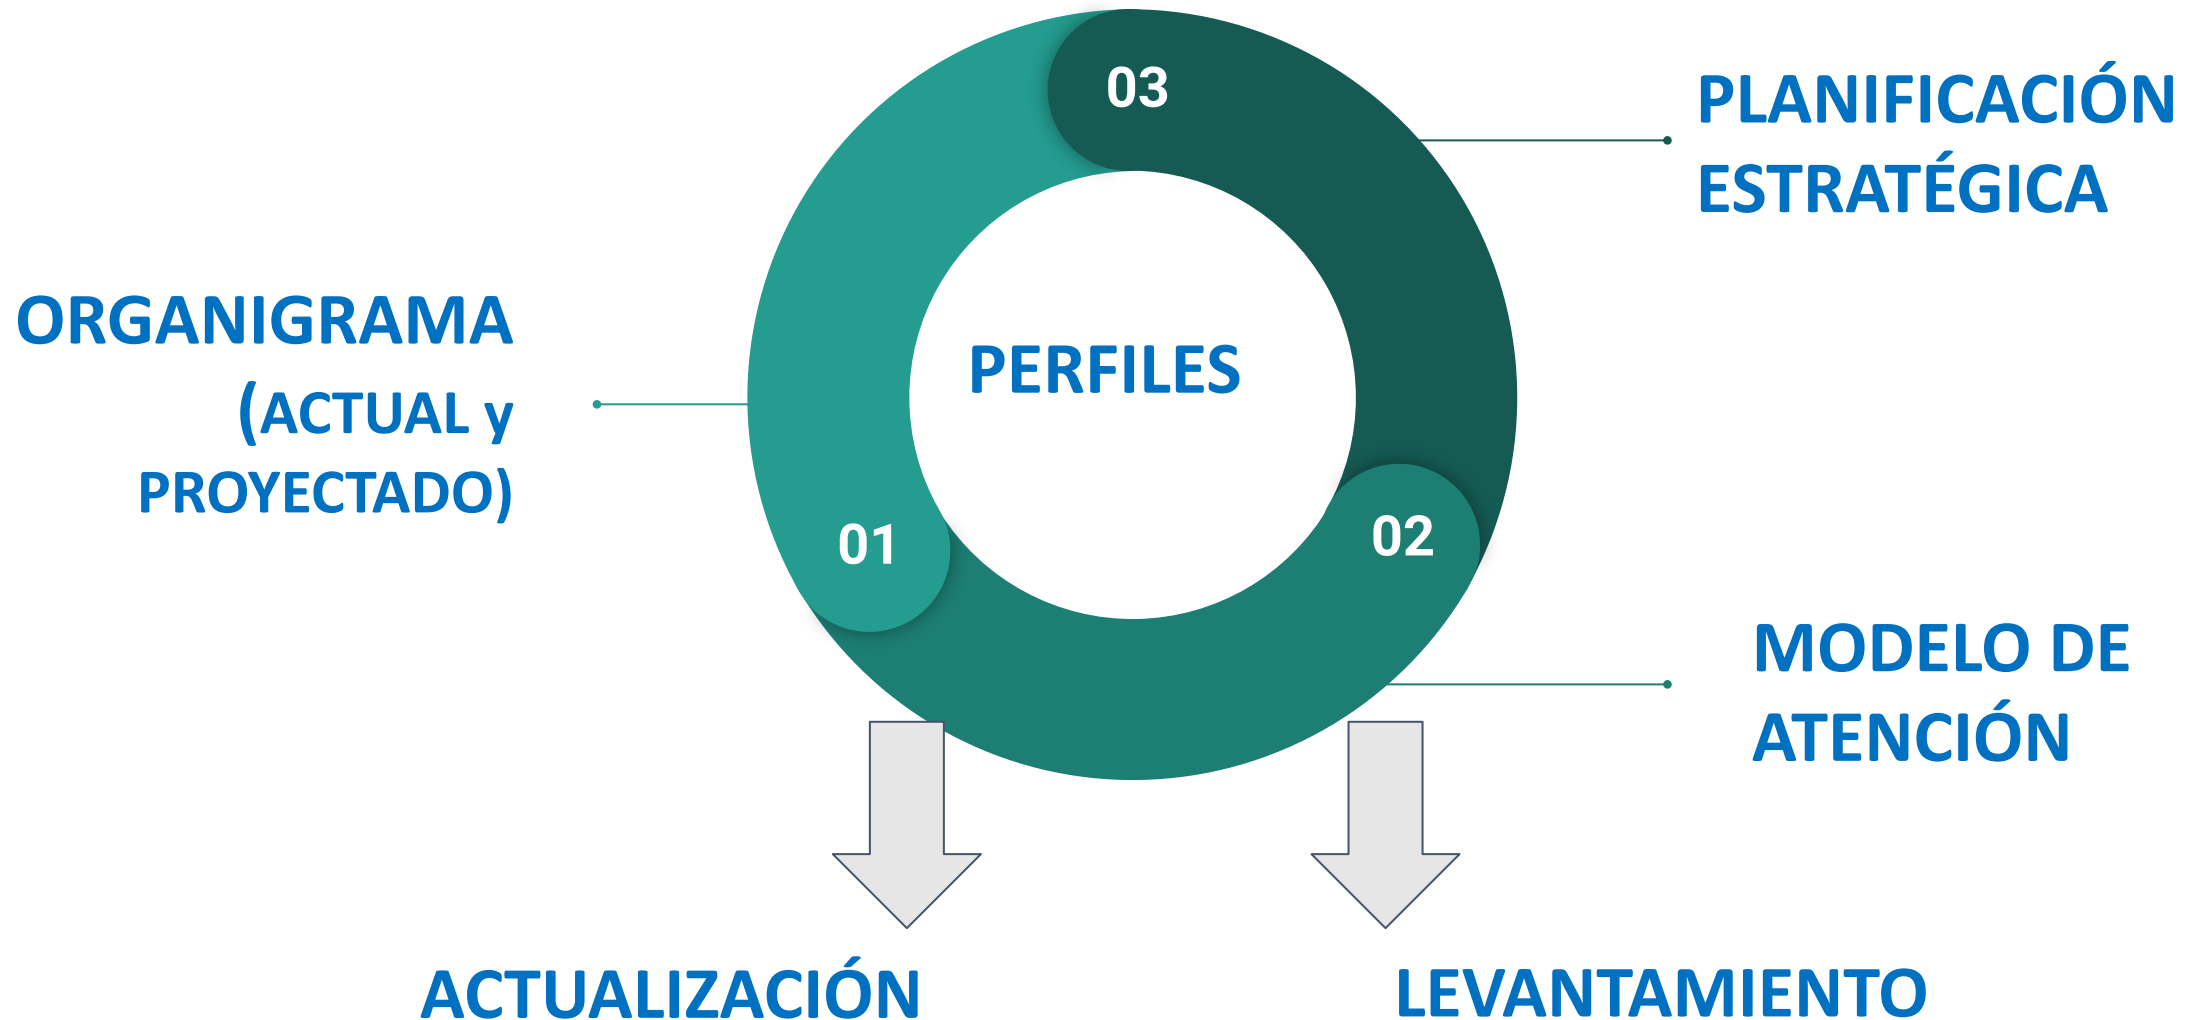 03
PLANIFICACIÓN
ESTRATÉGICA
ORGANIGRAMA
(ACTUAL y
PROYECTADO)
PERFILES
01
02
MODELO DE
ATENCIÓN
ACTUALIZACIÓN
LEVANTAMIENTO